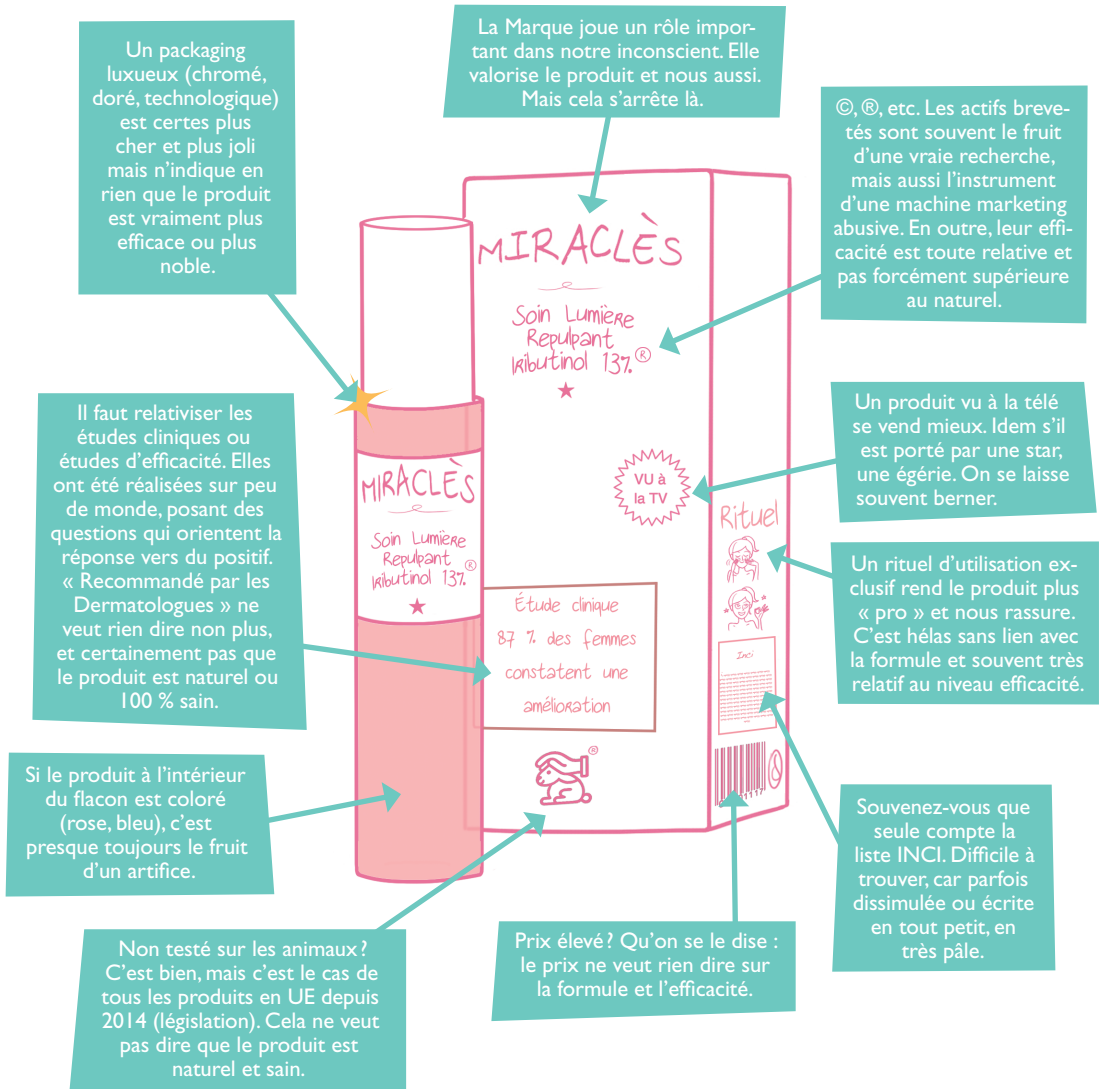 Un packaging
luxueux (chromé,
doré, technologique)
est certes plus
cher et plus joli
mais n’indique en
rien que le produit
est vraiment plus
efficace ou plus
noble.
La Marque joue un rôle impor-
tant dans notre inconscient. Elle
valorise le produit et nous aussi.
Mais cela s’arrête là.
©, ®, etc. Les actifs breve-
tés sont souvent le fruit
d’une vraie recherche,
mais aussi l’instrument
d’une machine marketing
abusive. En outre, leur effi-
cacité est toute relative et
pas forcément supérieure
au naturel.
MIRACLÈS
Soin Lumière
Repulpant
Iributinol 13%®
Il faut relativiser les
études cliniques ou
études d’efficacité. Elles
ont été réalisées sur peu
de monde, posant des
questions qui orientent la
réponse vers du positif.
« Recommandé par les
Dermatologues » ne
veut rien dire non plus,
et certainement pas que
le produit est naturel ou
100 % sain.
MIRACLÈS
Soin Lumière
Repulpant
Iributinol 13%®
VU à
la TV
Un produit vu à la télé
se vend mieux. Idem s’il
est porté par une star,
une égérie. On se laisse
souvent berner.
Rituel
Un rituel d’utilisation ex-
clusif rend le produit plus
« pro » et nous rassure.
C’est hélas sans lien avec
la formule et souvent très
relatif au niveau efficacité.
Étude clinique
87 % des femmes
constatent une
amélioration
Inci
®
Si le produit à l’intérieur
du flacon est coloré
(rose, bleu), c’est
presque toujours le fruit
d’un artifice.
Souvenez-vous que
seule compte la
liste INCI. Difficile à
trouver, car parfois
dissimulée ou écrite
en tout petit, en
très pâle.
Non testé sur les animaux ?
C’est bien, mais c’est le cas de
tous les produits en UE depuis
2014 (législation). Cela ne veut
pas dire que le produit est
naturel et sain.
Prix élevé ? Qu’on se le dise :
le prix ne veut rien dire sur
la formule et l’efficacité.